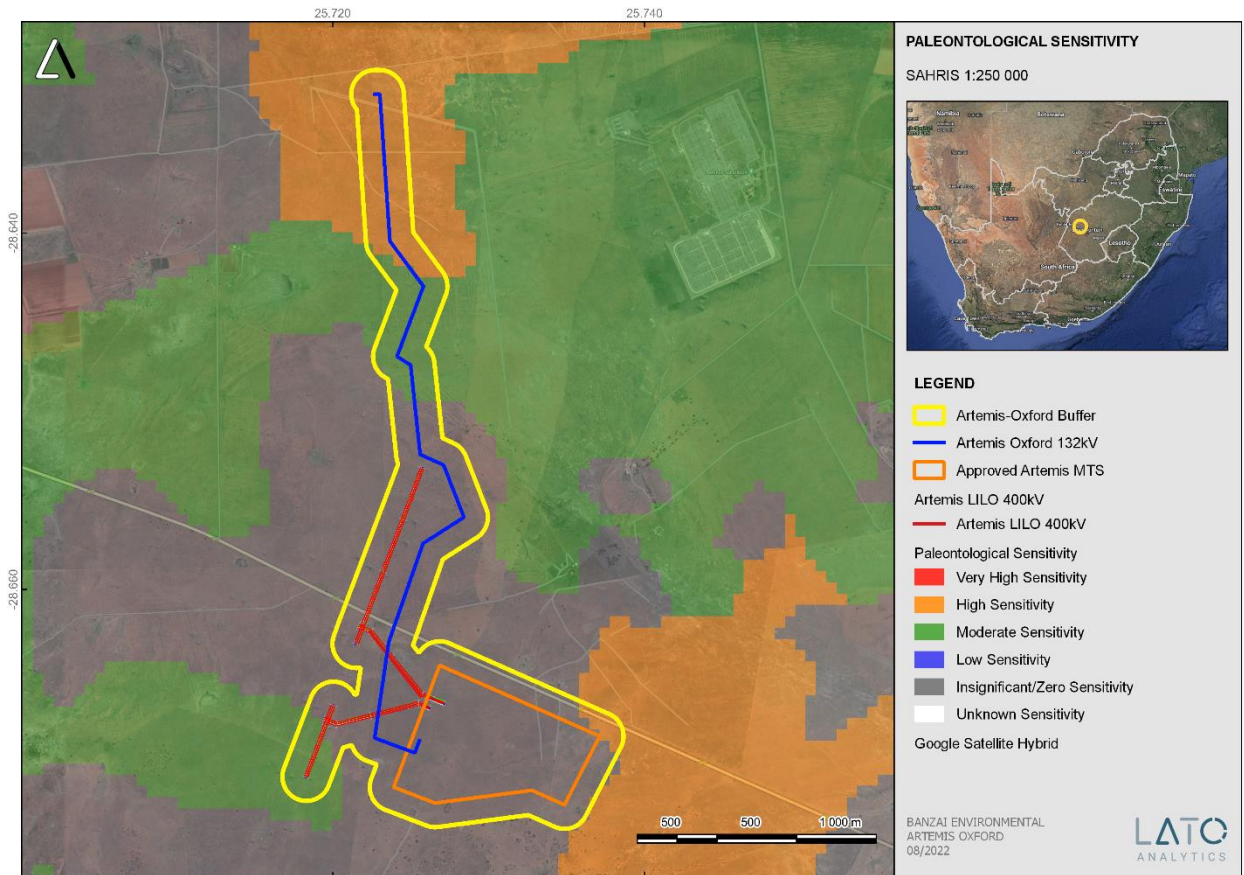 25.720
25.740
-28.640
-28.660
500
500
1 000 m
PALEONTOLOGICAL SENSITIVITY
SAHRIS 1:250 000
Namibia
Botswana
Gaborone
Maputo
Lesotho
South Africa
LEGEND
Artemis-Oxford Buffer
Artemis Oxford 132kV
Approved Artemis MTS
Artemis LILO 400kV
Artemis LILO 400kV
Paleontological Sensitivity
Very High Sensitivity
High Sensitivity
Moderate Sensitivity
Low Sensitivity
Insignificant/Zero Sensitivity
Unknown Sensitivity
Google Satellite Hybrid
BANZAI ENVIRONMENTAL
ARTEMIS OXFORD
08/2022
LATO
ANALYTICS